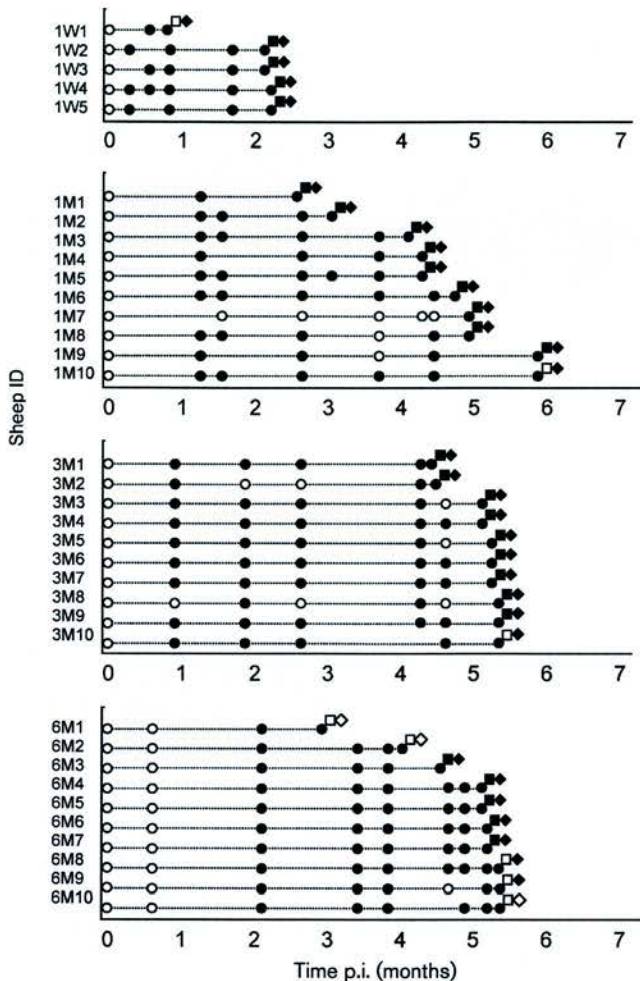 1W1
1W2
1W3
1W4
1W5
0 1 2 3 4 5 6 7
1M1
1M2
1M3
1M4
1M5
1M6
1M7
1M8
1M9
1M10
0 1 2 3 4 5 6 7
Sheep ID
3M1
3M2
3M3
3M4
3M5
3M6
3M7
3M8
3M9
3M10
0 1 2 3 4 5 6 7
6M1
6M2
6M3
6M4
6M5
6M6
6M7
6M8
6M9
6M10
0 1 2 3 4 5 6 7
Time p.i. (months)